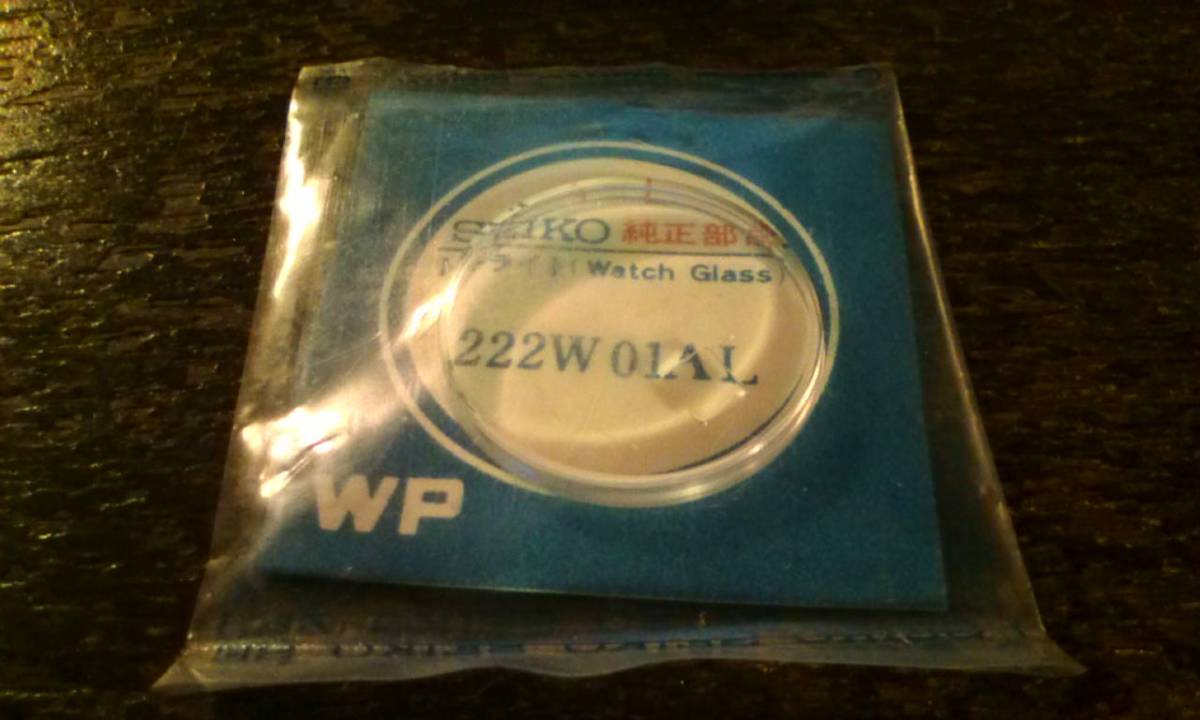 SEIKO 純正部品
(Watch Glass)
222W01AL
WP